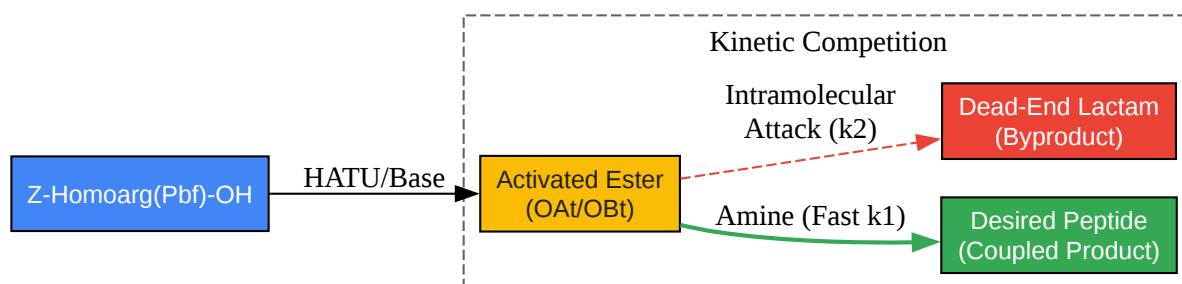 Kinetic Competition
Z-Homoarg(Pbf)-OH
HATU/Base
Activated Ester
(OAt/OBt)
Intramolecular
Attack (k2)
Dead-End Lactam
(Byproduct)
Amine (Fast k1)
Desired Peptide
(Coupled Product)